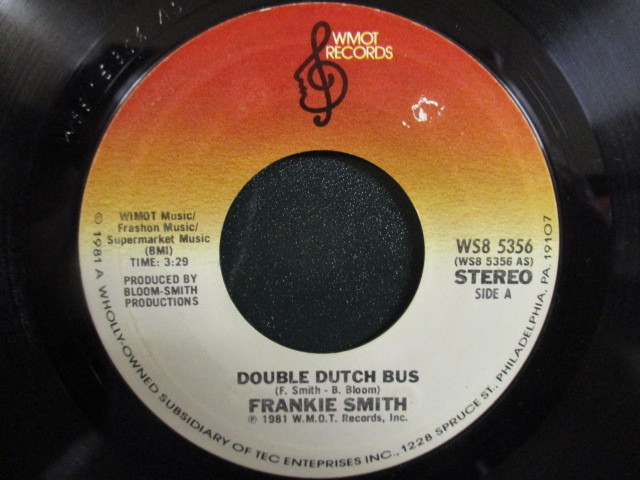 WMOT
RECORDS
WIMOT Music/
Frashon Music/
Supermarket Music
(BMI)
TIME: 3:29
PRODUCED BY
BLOOM-SMITH
PRODUCTIONS
WS8 5356
(WS8 5356 AS)
STEREO
SIDE A
DOUBLE DUTCH BUS
(F. Smith - B. Bloom)
FRANKIE SMITH
℗ 1981 W.M.O.T. Records, Inc.
© 1981 A WHOLLY-OWNED SUBSIDIARY OF TEC ENTEPRISES INC., 1228 SPRUCE ST., PHILADELPHIA, PA. 19107